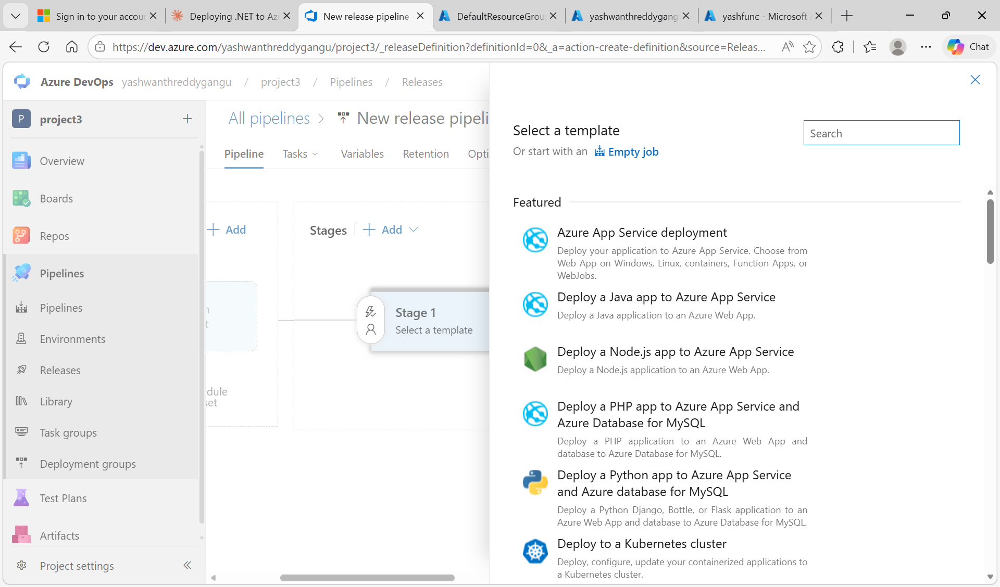 Sign in to your accou
Deploying .NET to Az
New release pipeline
DefaultResourceGrou
yashwanthreddygang
yashfunc - Microsoft
https://dev.azure.com/yashwanthreddygangu/project3/_releaseDefinition?definitionId=0&_a=action-create-definition&source=Releas...
Chat
Azure DevOps yashwanthreddygangu / project3 / Pipelines / Releases
P project3
Overview
Boards
Repos
Pipelines
Pipelines
Environments
Releases
Library
Task groups
Deployment groups
Test Plans
Artifacts
Project settings
All pipelines > New release pipeli
Pipeline Tasks Variables Retention Opti
Add
Stages | Add
Stage 1
Select a template
dule
set
Select a template
Search
Or start with an Empty job
Featured
Azure App Service deployment
Deploy your application to Azure App Service. Choose from
Web App on Windows, Linux, containers, Function Apps, or
WebJobs.
Deploy a Java app to Azure App Service
Deploy a Java application to an Azure Web App.
Deploy a Node.js app to Azure App Service
Deploy a Node.js application to an Azure Web App.
Deploy a PHP app to Azure App Service and
Azure Database for MySQL
Deploy a PHP application to an Azure Web App and
database to Azure Database for MySQL.
Deploy a Python app to Azure App Service
and Azure database for MySQL
Deploy a Python Django, Bottle, or Flask application to an
Azure Web App and database to Azure Database for MySQL.
Deploy to a Kubernetes cluster
Deploy, configure, update your containerized applications to
a Kubernetes cluster.